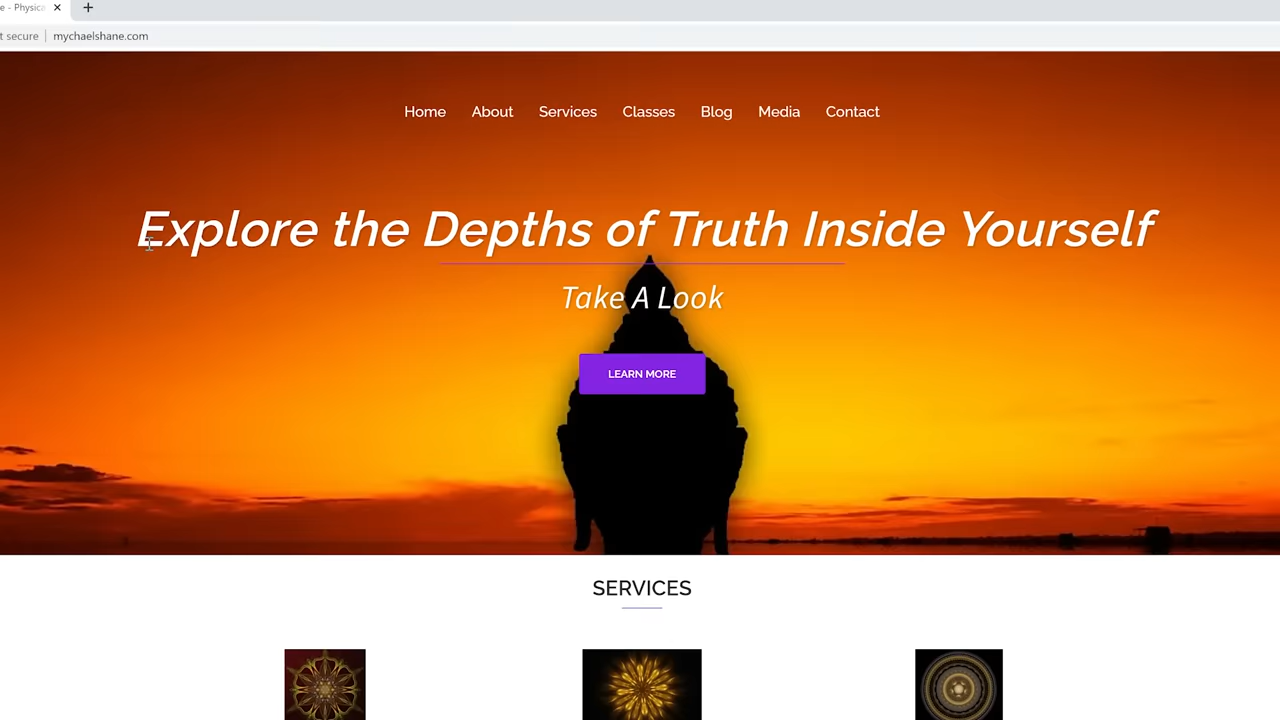 e - Physica
t secure | mychaelshane.com
Home About Services Classes Blog Media Contact
Explore the Depths of Truth Inside Yourself
Take A Look
LEARN MORE
SERVICES